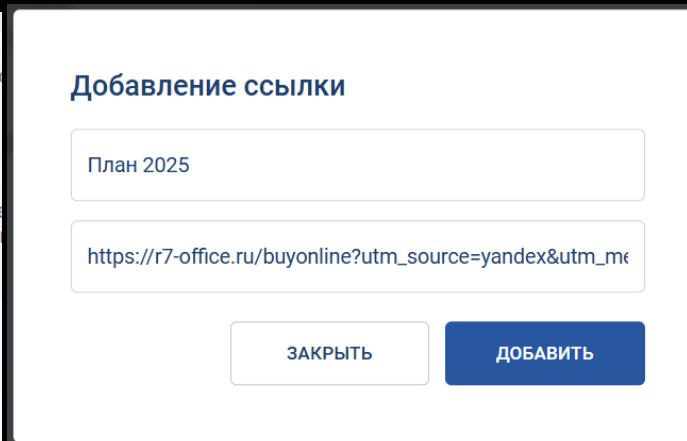 Добавление ссылки
План 2025
https://r7-office.ru/buyonline?utm_source=yandex&utm_me
ЗАКРЫТЬ
ДОБАВИТЬ